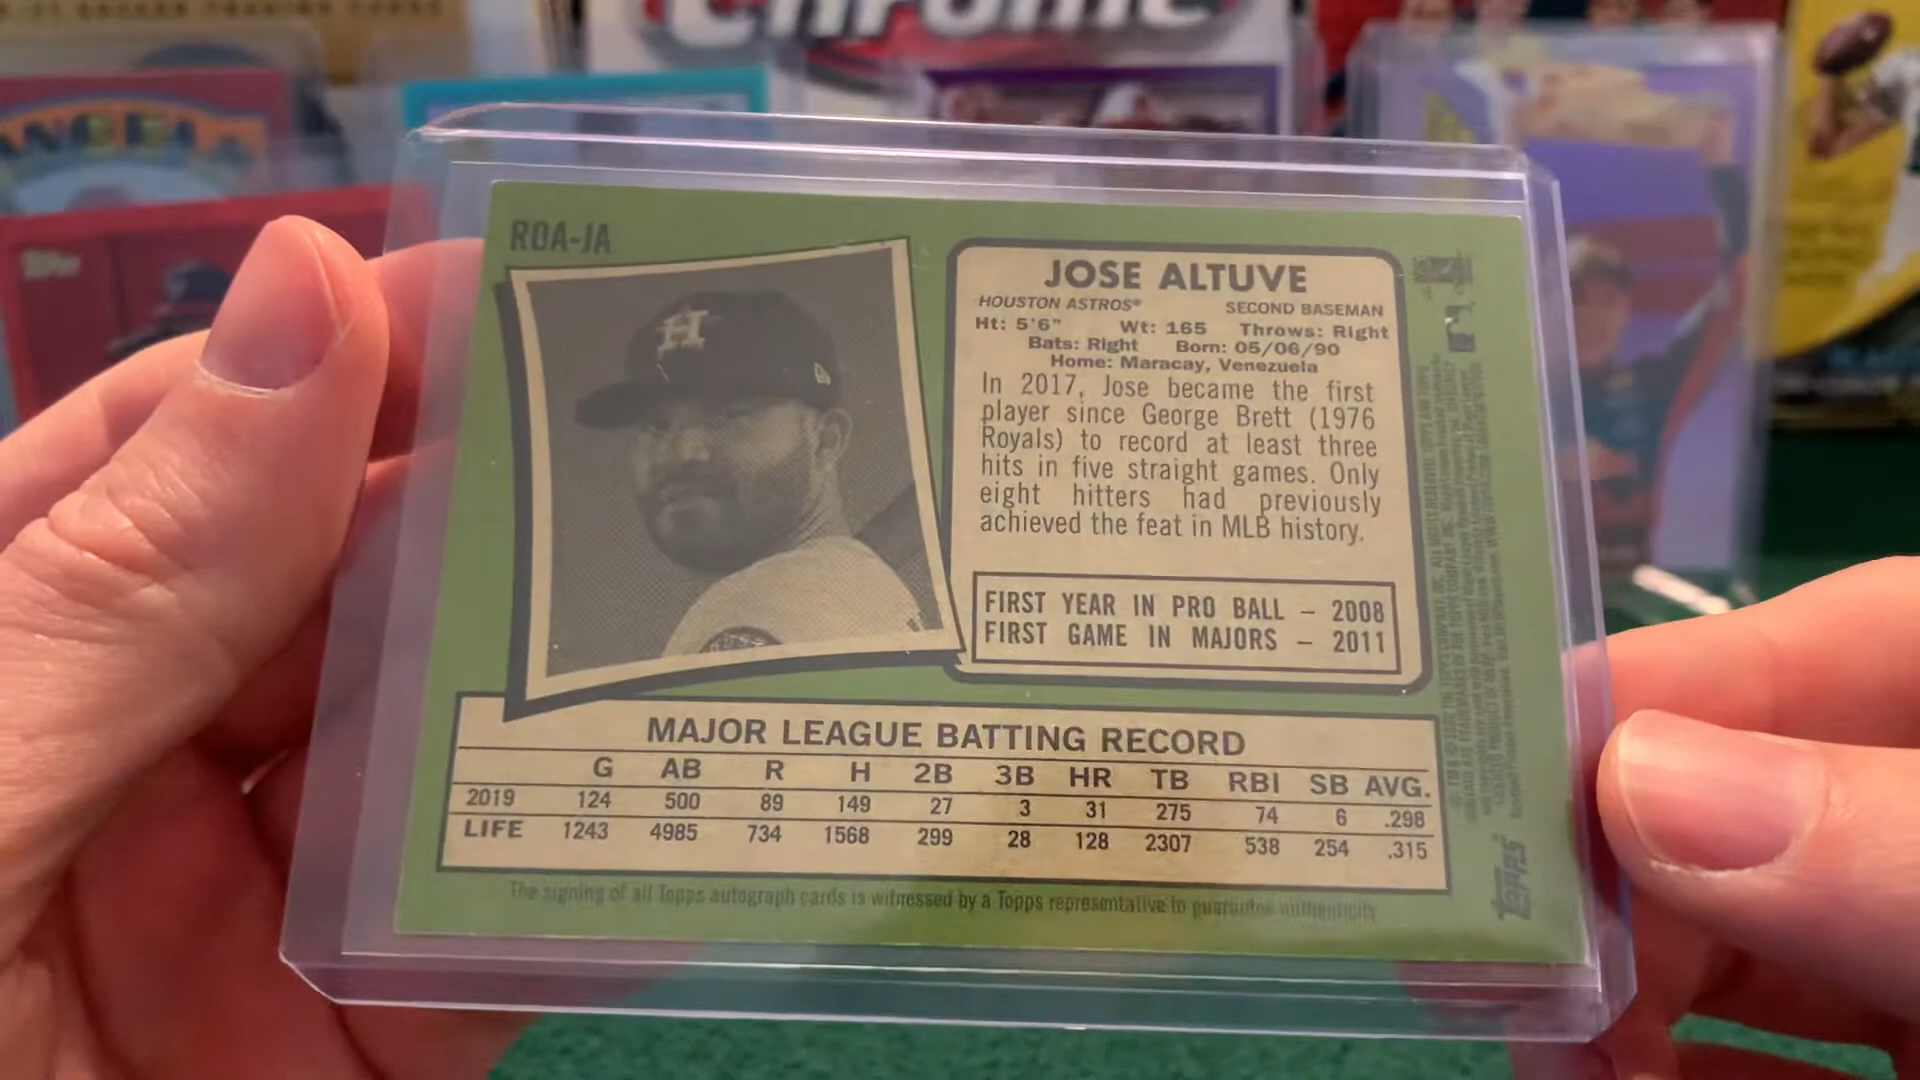 Chrome
ROA-JA
JOSE ALTUVE
HOUSTON ASTROS® SECOND BASEMAN
Ht: 5'6" Wt: 165 Throws: Right
Bats: Right Born: 05/06/90
Home: Maracay, Venezuela
In 2017, Jose became the first
player since George Brett (1976
Royals) to record at least three
hits in five straight games. Only
eight hitters had previously
achieved the feat in MLB history.
FIRST YEAR IN PRO BALL – 2008
FIRST GAME IN MAJORS – 2011
MAJOR LEAGUE BATTING RECORD
G AB R H 2B 3B HR TB RBI SB AVG.
2019 124 500 89 149 27 3 31 275 74 6 .298
LIFE 1243 4985 734 1568 299 28 128 2307 538 254 .315
The signing of all Topps autograph cards is witnessed by a Topps representative to guarantee authenticity
Topps
H
Topps